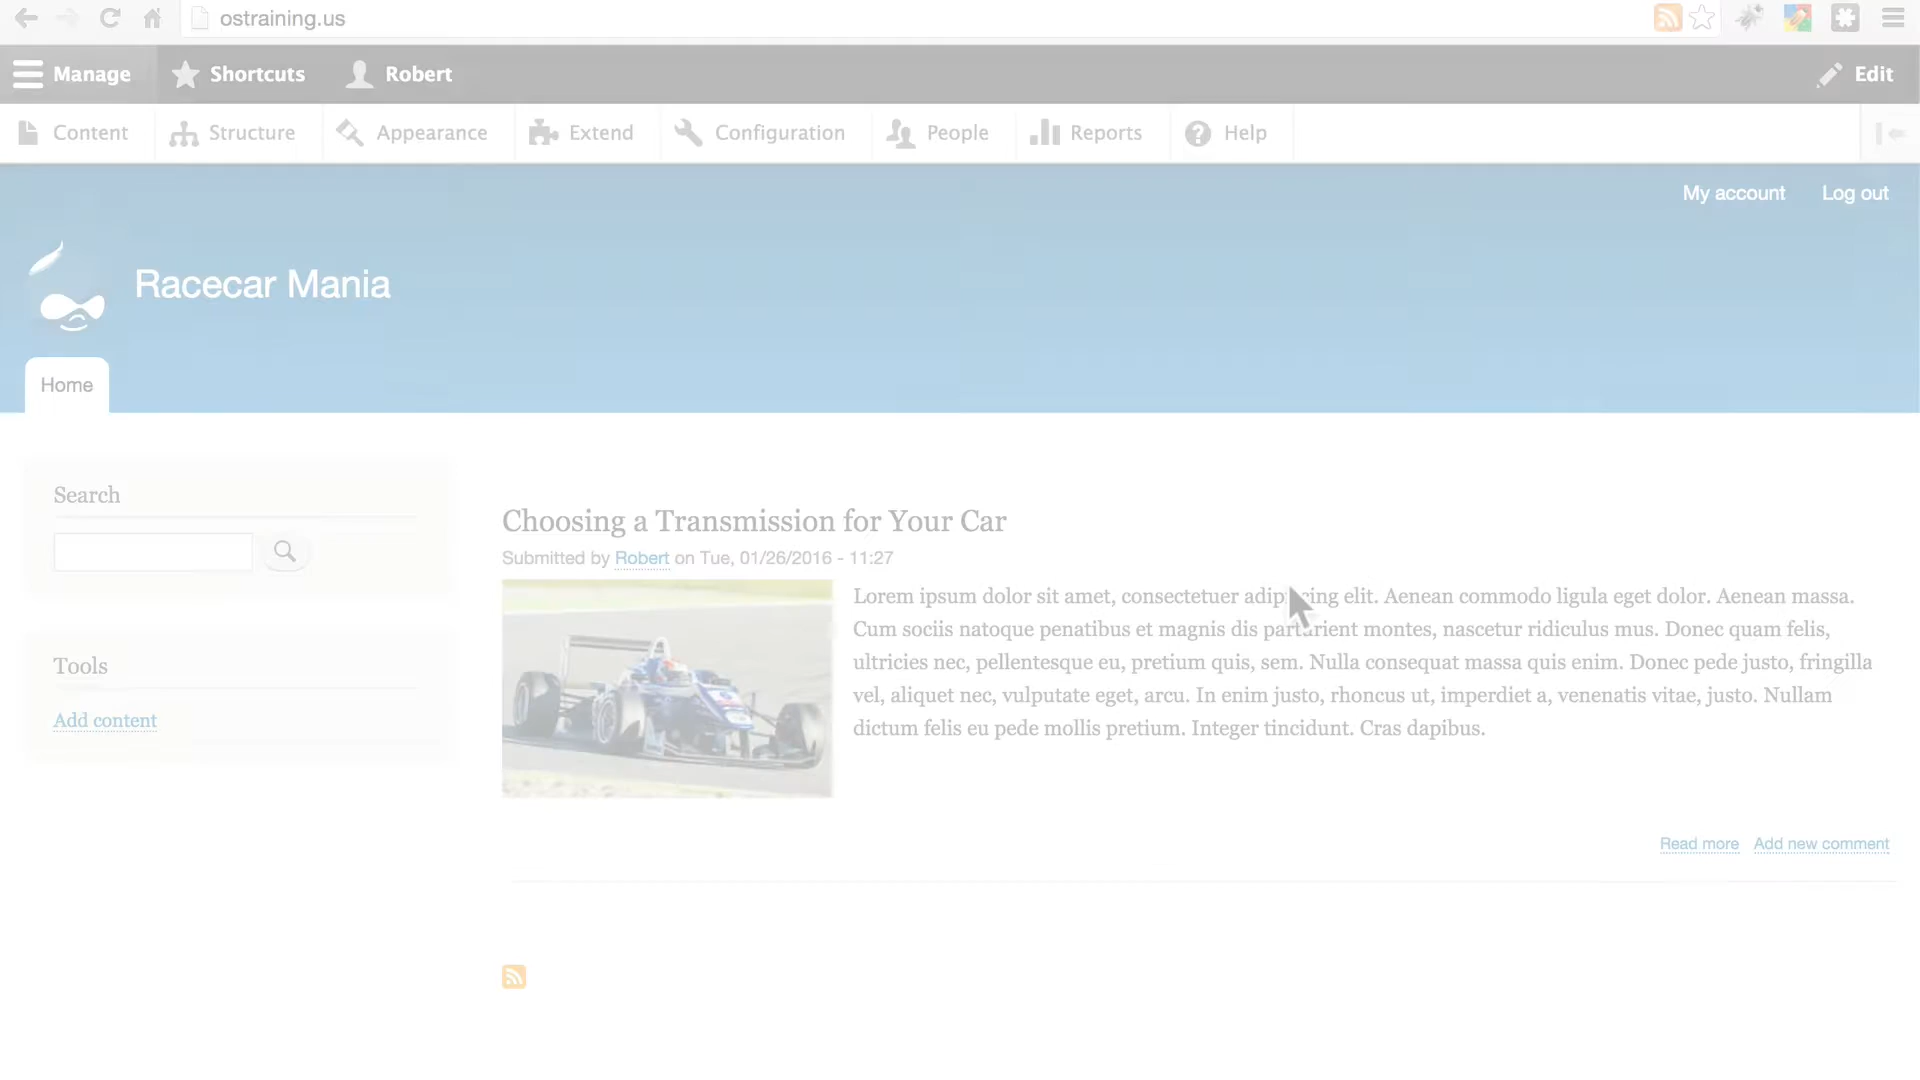 ostraining.us
Manage Shortcuts Robert Edit
Content Structure Appearance Extend Configuration People Reports Help
My account Log out
Racecar Mania
Home
Search
Tools
Add content
Choosing a Transmission for Your Car
Submitted by Robert on Tue, 01/26/2016 - 11:27
Lorem ipsum dolor sit amet, consectetuer adipiscing elit. Aenean commodo ligula eget dolor. Aenean massa.
Cum sociis natoque penatibus et magnis dis parturient montes, nascetur ridiculus mus. Donec quam felis,
ultricies nec, pellentesque eu, pretium quis, sem. Nulla consequat massa quis enim. Donec pede justo, fringilla
vel, aliquet nec, vulputate eget, arcu. In enim justo, rhoncus ut, imperdiet a, venenatis vitae, justo. Nullam
dictum felis eu pede mollis pretium. Integer tincidunt. Cras dapibus.
Read more Add new comment